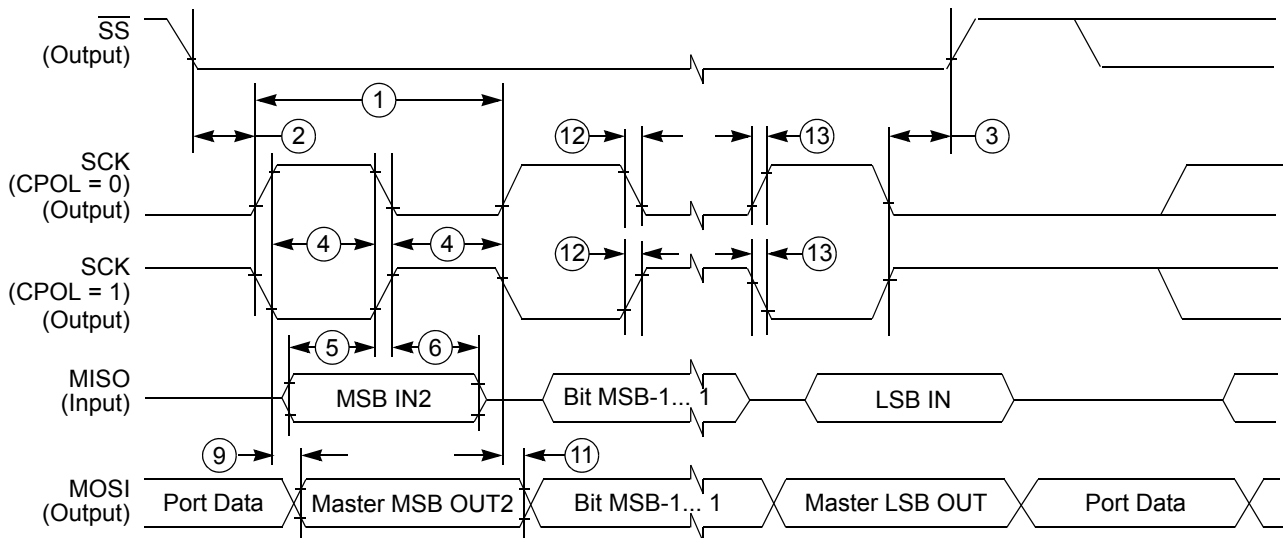 SS
(Output)
1
2
12
13
3
SCK
(CPOL = 0)
(Output)
4
4
SCK
(CPOL = 1)
(Output)
12
13
5
6
MISO
(Input)
MSB IN2
Bit MSB-1... 1
LSB IN
9
11
MOSI
(Output)
Port Data
Master MSB OUT2
Bit MSB-1... 1
Master LSB OUT
Port Data